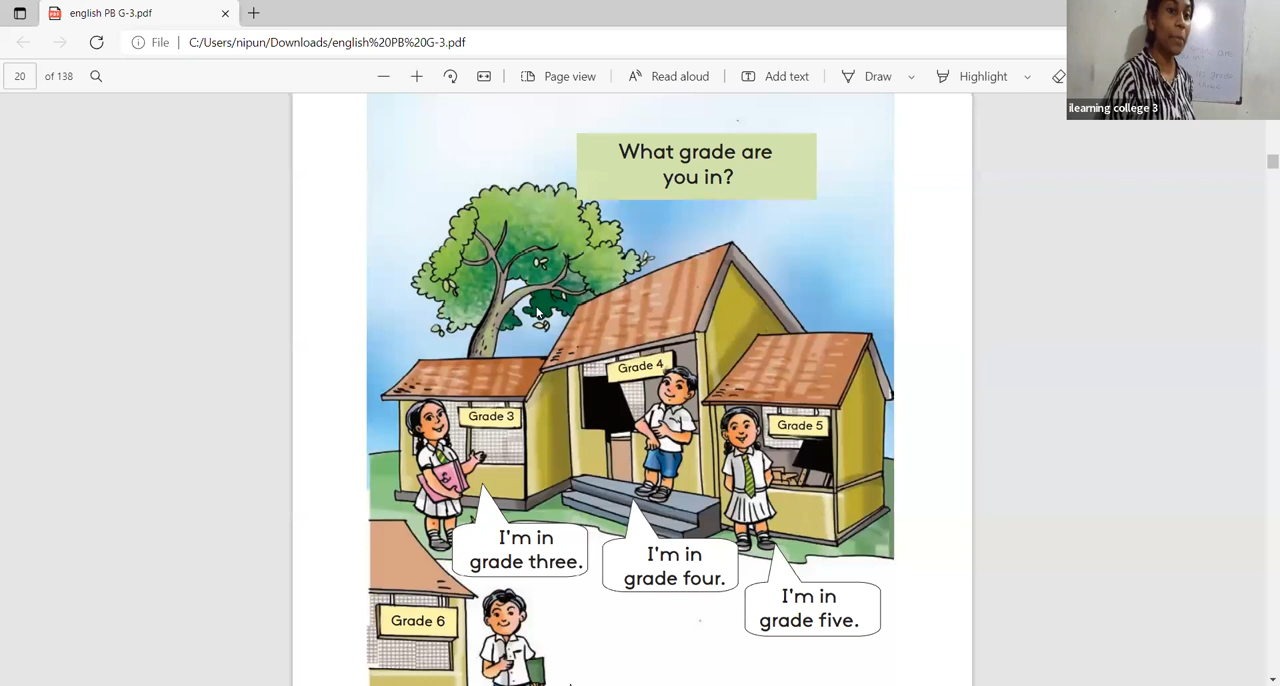 english PB G-3.pdf
File
C:/Users/nipun/Downloads/english%20PB%20G-3.pdf
20
of 138
Page view
Read aloud
Add text
Draw
Highlight
ilearning college 3
What grade are
you in?
Grade 4
Grade 3
Grade 5
I'm in
grade three.
I'm in
grade four.
I'm in
grade five.
Grade 6